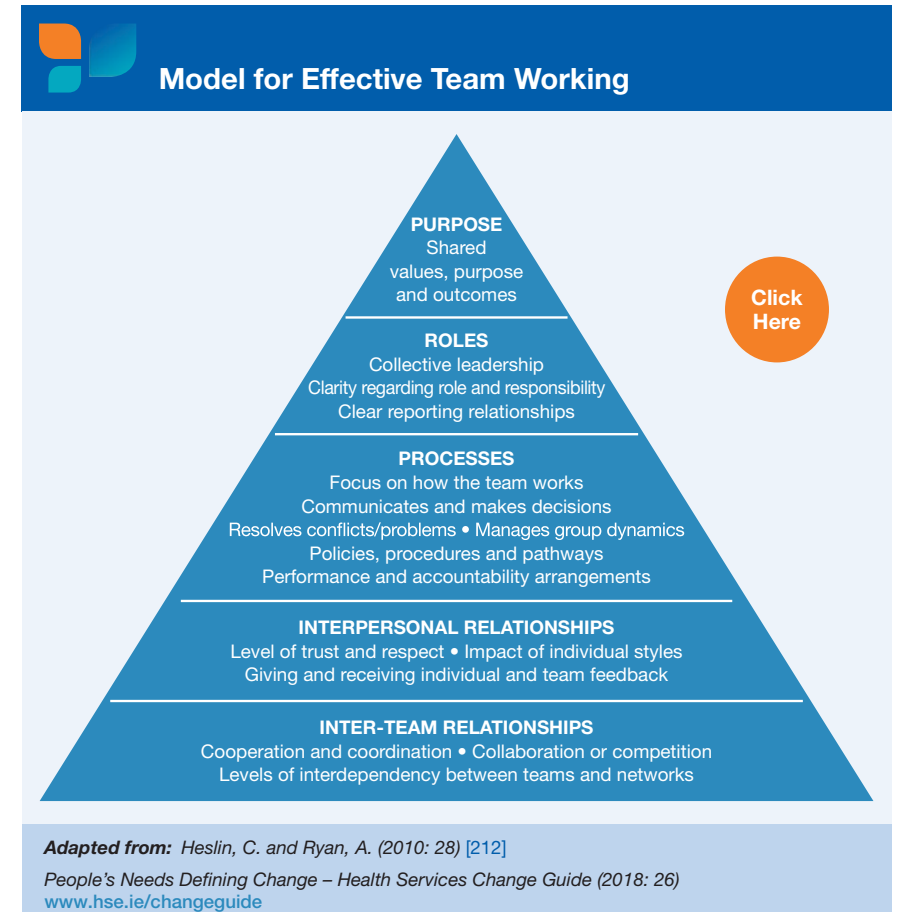 Model for Effective Team Working
PURPOSE
Shared
values, purpose
and outcomes
Click
Here
ROLES
Collective leadership
Clarity regarding role and responsibility
Clear reporting relationships
PROCESSES
Focus on how the team works
Communicates and makes decisions
Resolves conflicts/problems • Manages group dynamics
Policies, procedures and pathways
Performance and accountability arrangements
INTERPERSONAL RELATIONSHIPS
Level of trust and respect • Impact of individual styles
Giving and receiving individual and team feedback
INTER-TEAM RELATIONSHIPS
Cooperation and coordination • Collaboration or competition
Levels of interdependency between teams and networks
Adapted from: Heslin, C. and Ryan, A. (2010: 28) [212]
People’s Needs Defining Change – Health Services Change Guide (2018: 26)
www.hse.ie/changeguide